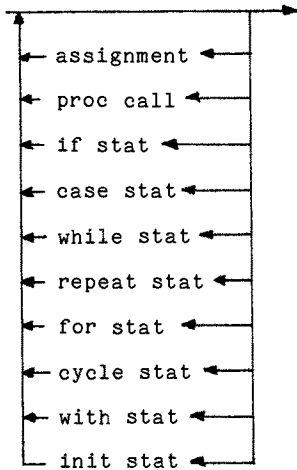 assignment
proc call
if stat
case stat
while stat
repeat stat
for stat
cycle stat
with stat
init stat